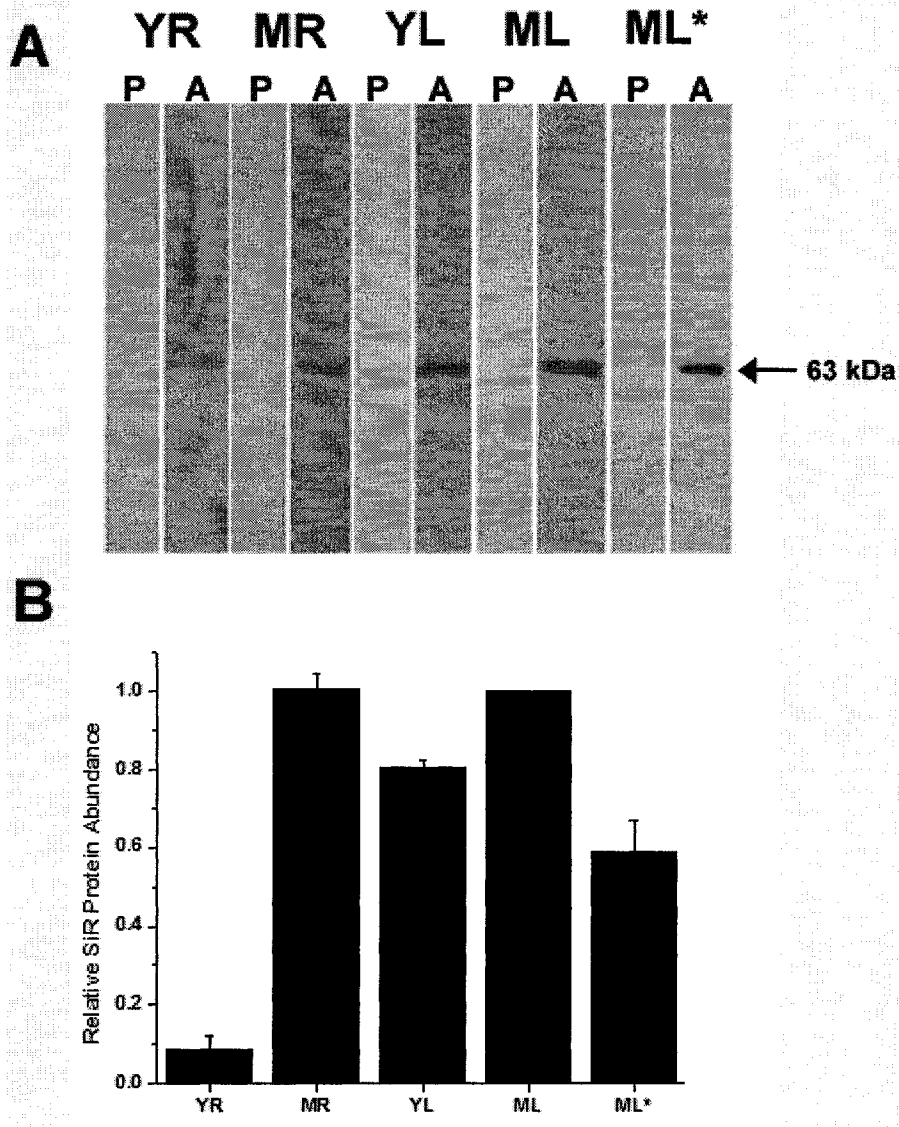 A
YR MR YL ML ML*
P A P A P A P A P A
63 kDa
B
Relative SiR Protein Abundance
1.0
0.8
0.6
0.4
0.2
0.0
YR MR YL ML ML*